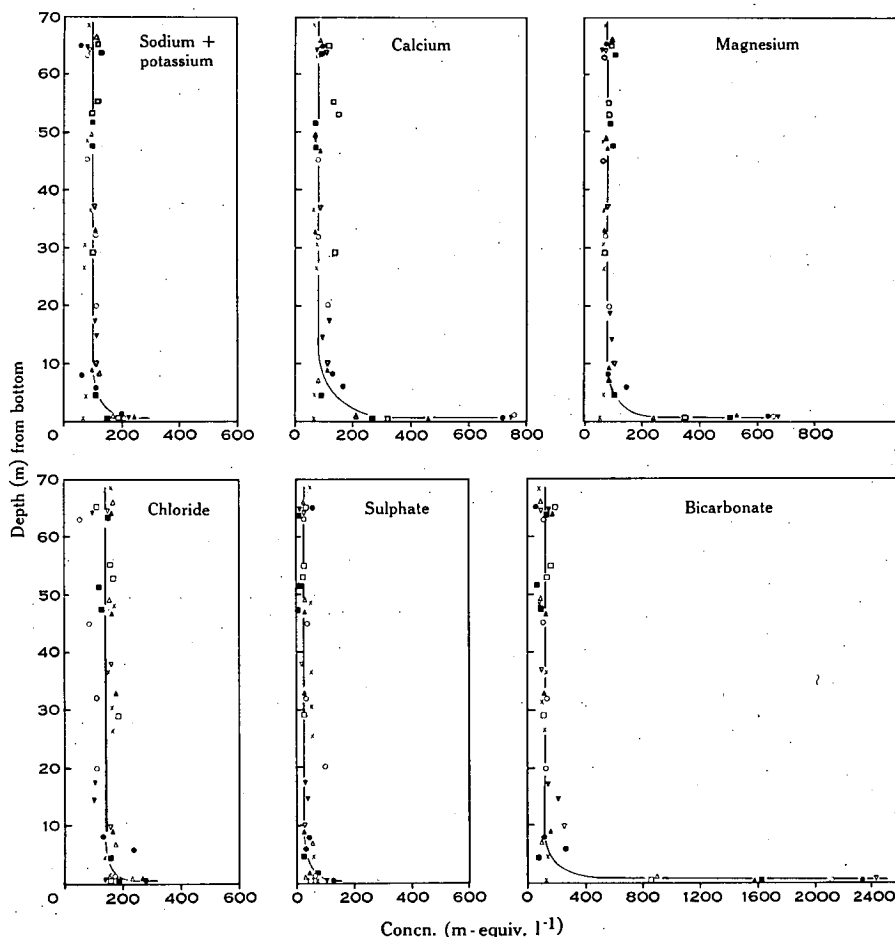 70
60
50
40
30
20
10
0
Sodium +
potassium
0 200 400 600
Calcium
0 200 400 600 800
Magnesium
0 200 400 600 800
Depth (m) from bottom
70
60
50
40
30
20
10
0
Chloride
0 200 400 600
Sulphate
0 200 400 600
Bicarbonate
0 400 800 1200 1600 2000 2400
Concn. (m-equiv. l⁻¹)